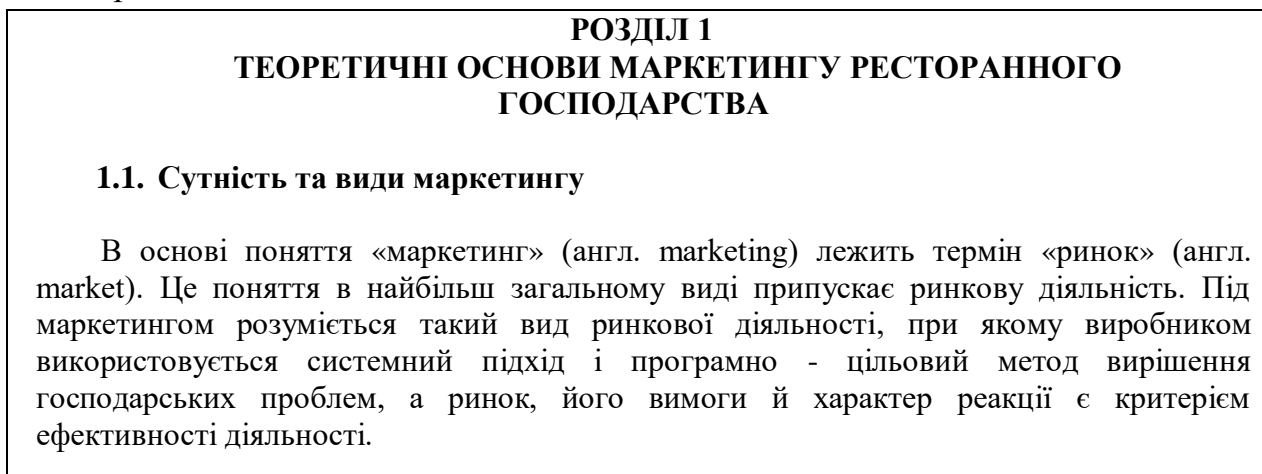 РОЗДІЛ 1
ТЕОРЕТИЧНІ ОСНОВИ МАРКЕТИНГУ РЕСТОРАННОГО
ГОСПОДАРСТВА
1.1. Сутність та види маркетингу
В основі поняття «маркетинг» (англ. marketing) лежить термін «ринок» (англ.
market). Це поняття в найбільш загальному виді припускає ринкову діяльність. Під
маркетингом розуміється такий вид ринкової діяльності, при якому виробником
використовується системний підхід і програмно - цільовий метод вирішення
господарських проблем, а ринок, його вимоги й характер реакції є критерієм
ефективності діяльності.